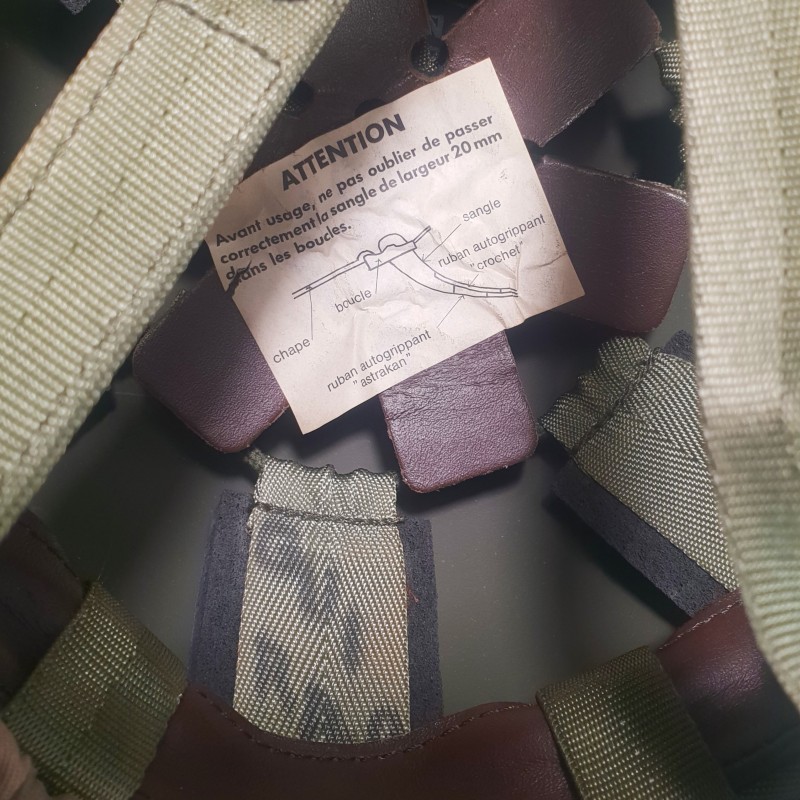 ATTENTION
Avant usage, ne pas oublier de passer
correctement la sangle de largeur 20 mm
dans les boucles.
sangle
ruban autogrippant
"crochet"
boucle
chape
ruban autogrippant
"astrakan"